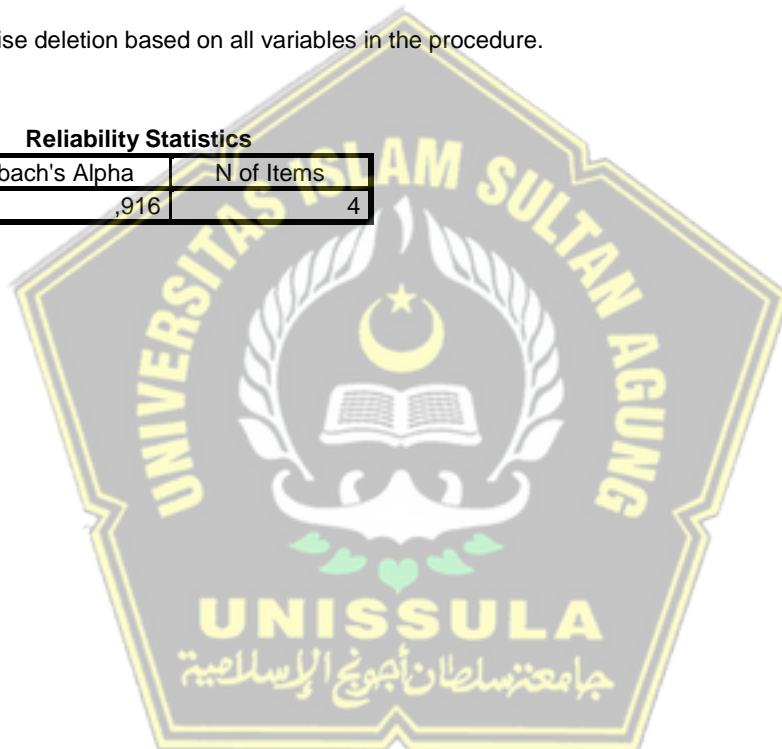 ise deletion based on all variables in the procedure.
Reliability Statistics
bach's Alpha N of Items
,916 4
UNIVERSITAS ISLAM SULTAN AGUNG
UNISSULA
جامعة سلطان أجونج الإسلامية